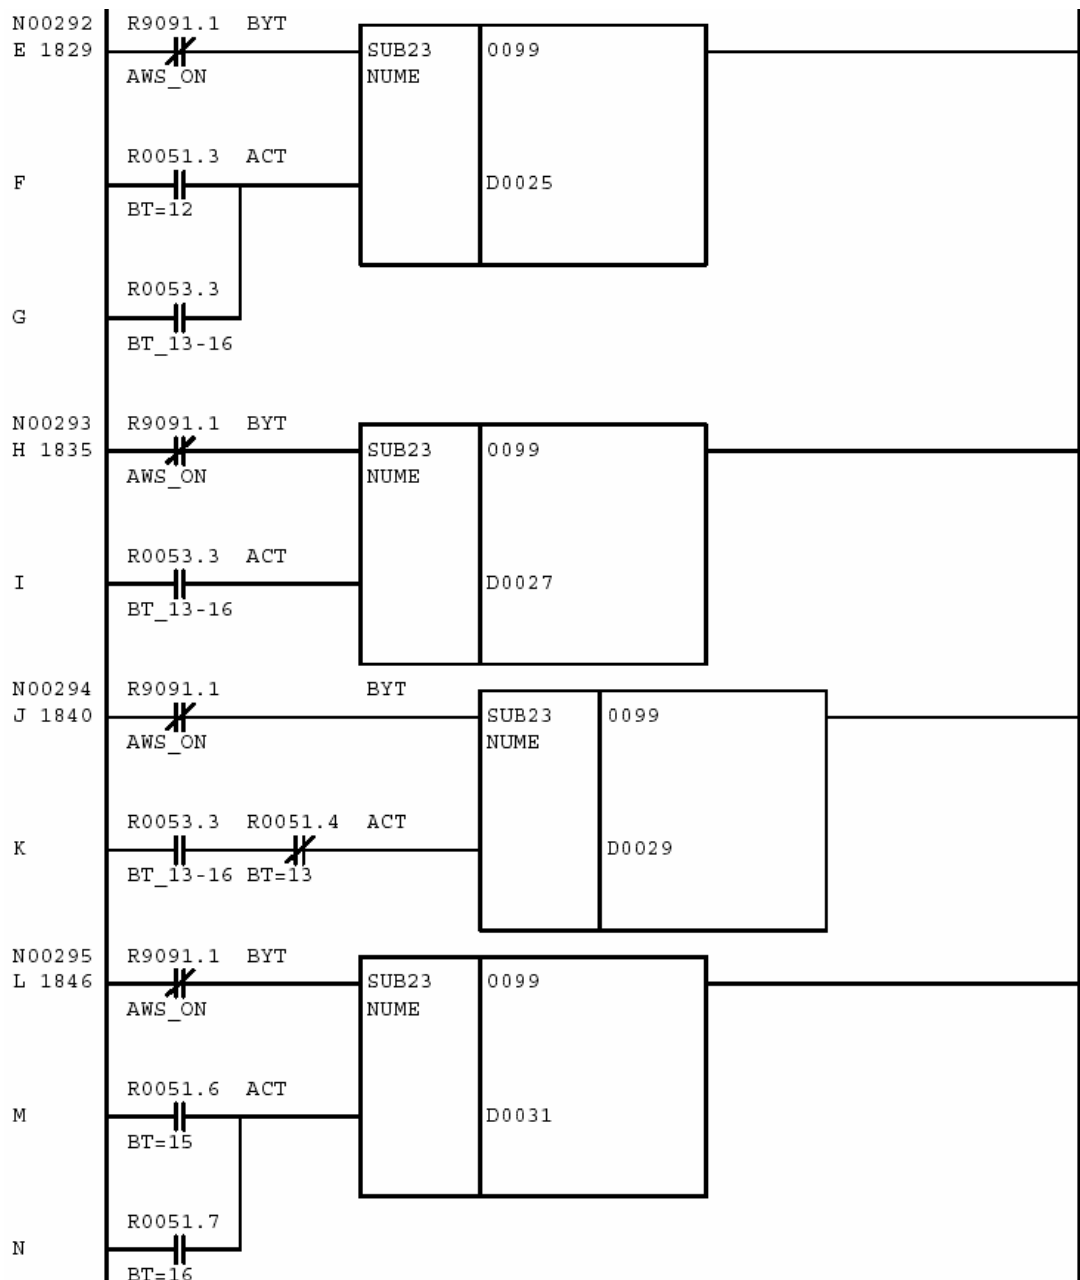 N00292 R9091.1 BYT
E 1829 SUB23 0099
AWS_ON NUME
R0051.3 ACT
F D0025
BT=12
R0053.3
G
BT_13-16
N00293 R9091.1 BYT
H 1835 SUB23 0099
AWS_ON NUME
R0053.3 ACT
I D0027
BT_13-16
N00294 R9091.1 BYT
J 1840 SUB23 0099
AWS_ON NUME
R0053.3 R0051.4 ACT
K D0029
BT_13-16 BT=13
N00295 R9091.1 BYT
L 1846 SUB23 0099
AWS_ON NUME
R0051.6 ACT
M D0031
BT=15
R0051.7
N
BT=16